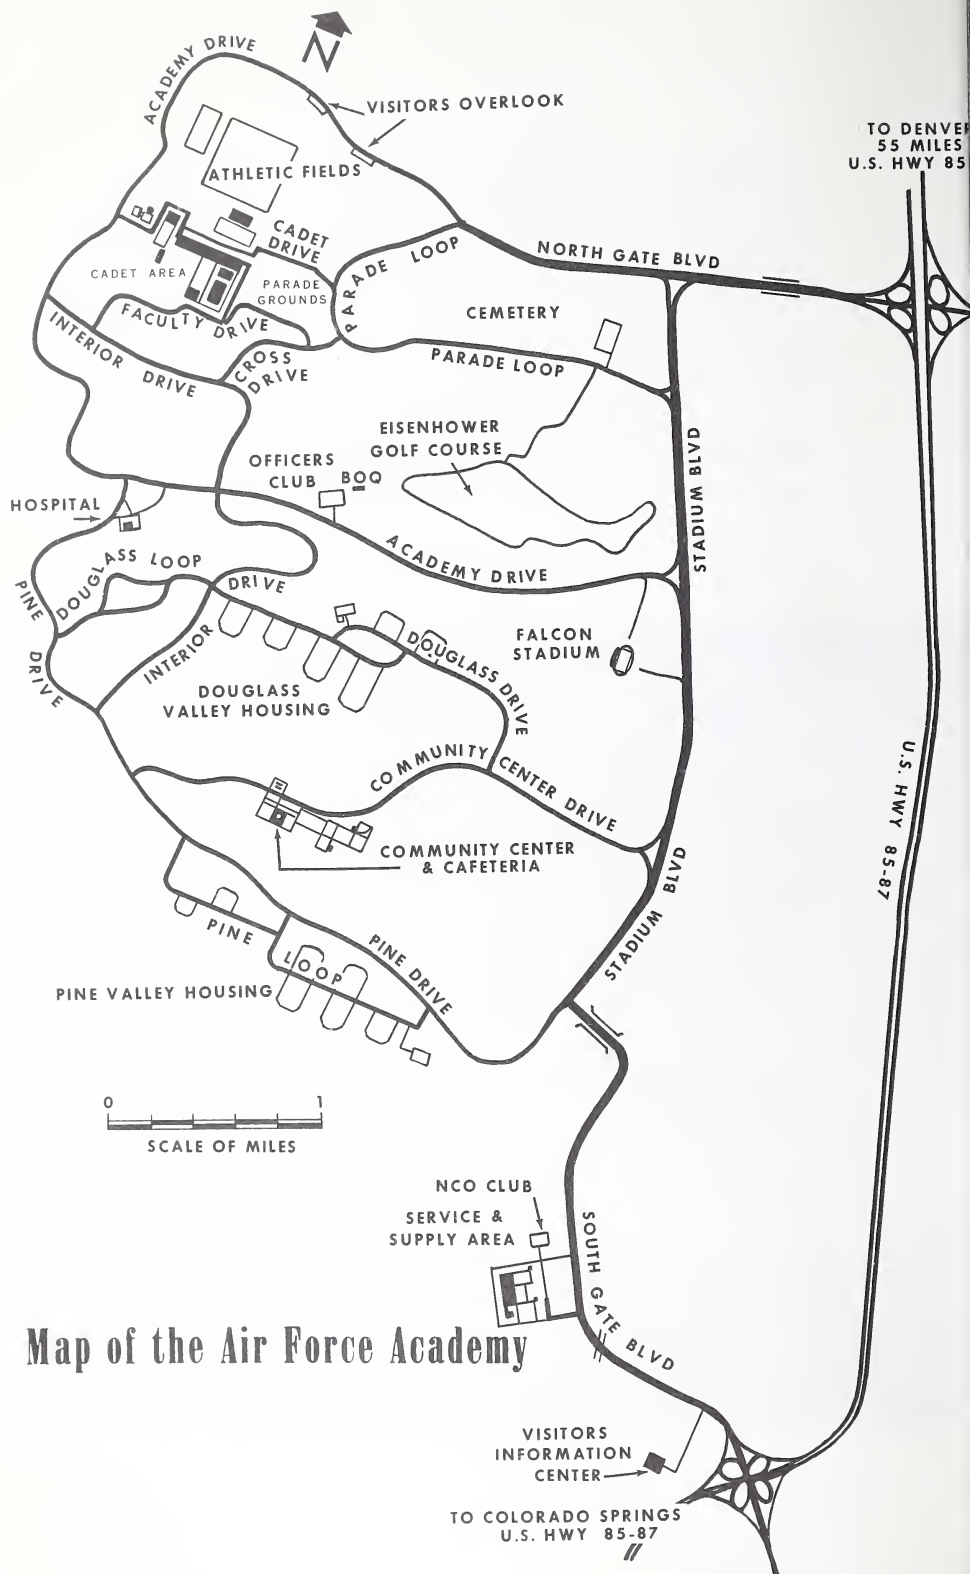 N
ACADEMY DRIVE
VISITORS OVERLOOK
TO DENVER
55 MILES
U.S. HWY 85
ATHLETIC FIELDS
CADET
DRIVE
PARADE LOOP
NORTH GATE BLVD
CADET AREA
PARADE
GROUNDS
FACULTY DRIVE
CEMETERY
INTERIOR DRIVE
CROSS
DRIVE
PARADE LOOP
EISENHOWER
GOLF COURSE
STADIUM BLVD
OFFICERS
CLUB
BOQ
HOSPITAL
ACADEMY DRIVE
DOUGLASS LOOP
PINE DRIVE
INTERIOR DRIVE
FALCON
STADIUM
DOUGLASS DRIVE
DOUGLASS
VALLEY HOUSING
COMMUNITY CENTER DRIVE
U.S. HWY 85-87
COMMUNITY CENTER
& CAFETERIA
STADIUM BLVD
PINE LOOP
PINE DRIVE
PINE VALLEY HOUSING
0 1
SCALE OF MILES
NCO CLUB
SERVICE &
SUPPLY AREA
SOUTH GATE BLVD
Map of the Air Force Academy
VISITORS
INFORMATION
CENTER
TO COLORADO SPRINGS
U.S. HWY 85-87